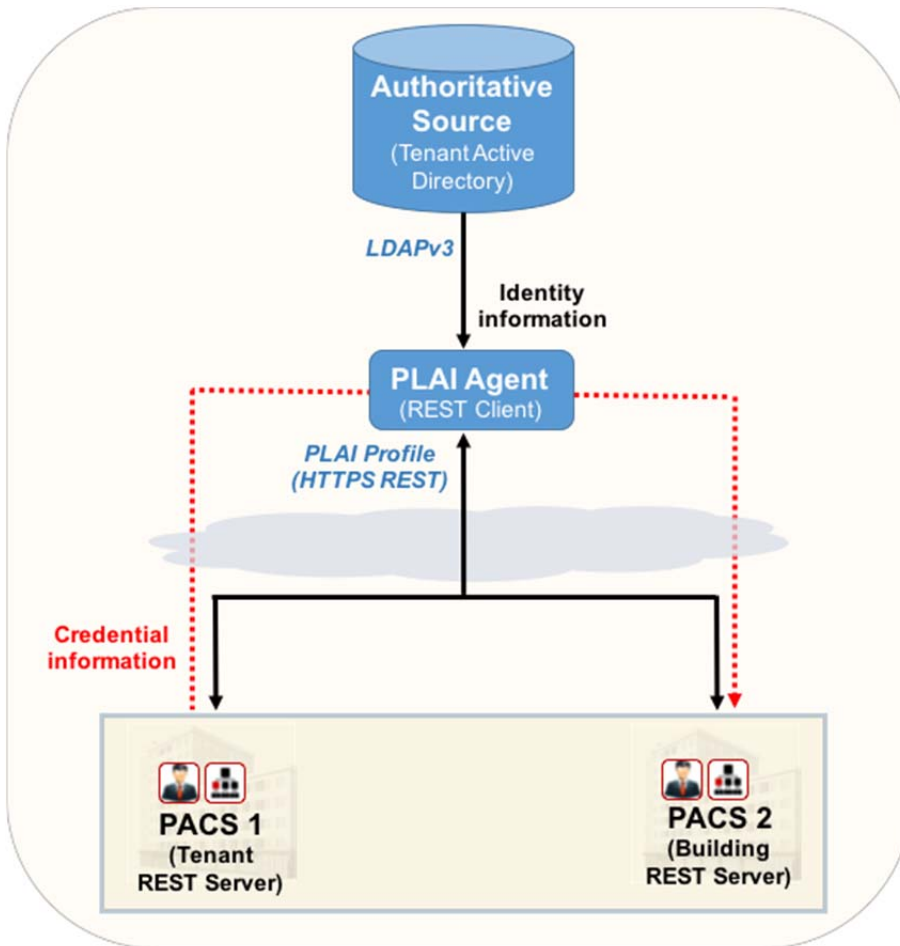 Authoritative
Source
(Tenant Active
Directory)
LDAPv3
Identity
information
PLAI Agent
(REST Client)
PLAI Profile
(HTTPS REST)
Credential
information
PACS 1
(Tenant
REST Server)
PACS 2
(Building
REST Server)